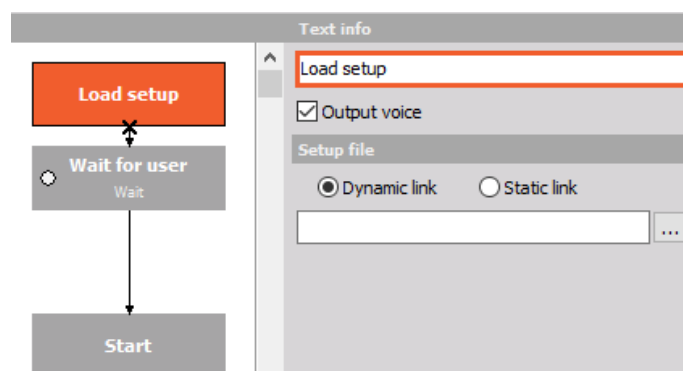 Text info
Load setup
Load setup
Output voice
Wait for user
Wait
Setup file
Dynamic link
Static link
...
Start